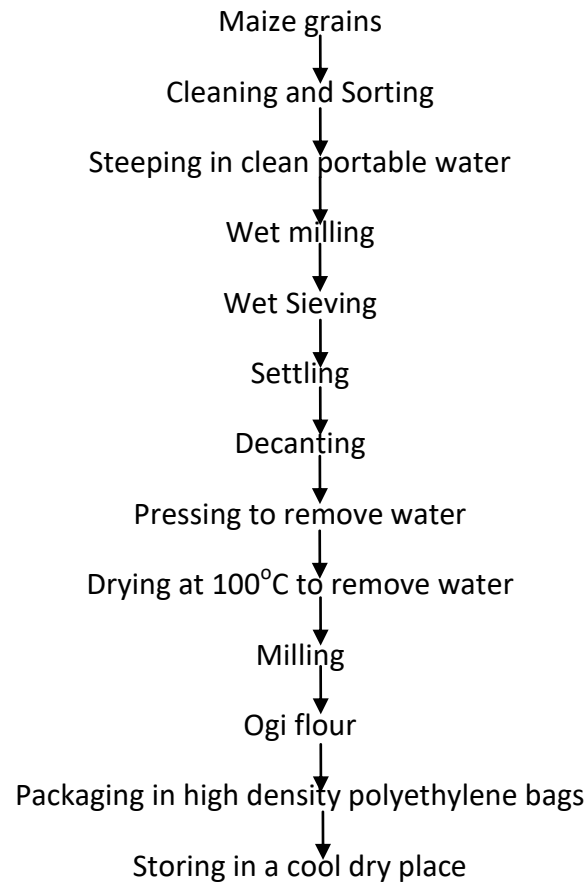 Maize grains
Cleaning and Sorting
Steeping in clean portable water
Wet milling
Wet Sieving
Settling
Decanting
Pressing to remove water
Drying at 100°C to remove water
Milling
Ogi flour
Packaging in high density polyethylene bags
Storing in a cool dry place